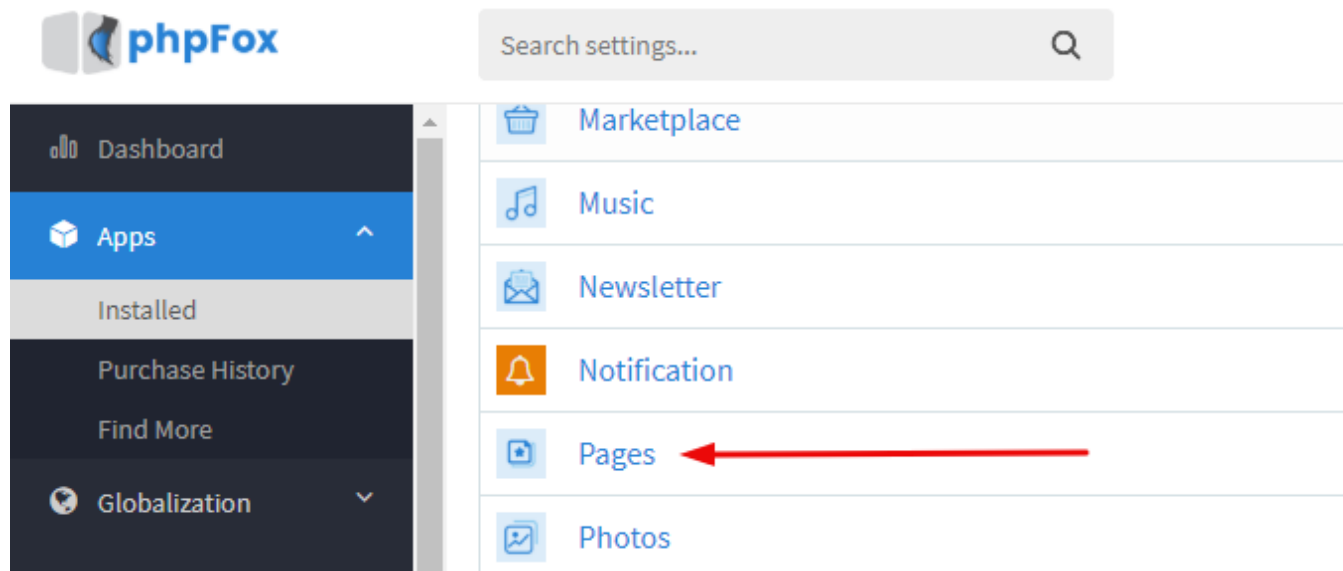 phpFox
Search settings...
Dashboard
Apps
Installed
Purchase History
Find More
Globalization
Marketplace
Music
Newsletter
Notification
Pages
Photos